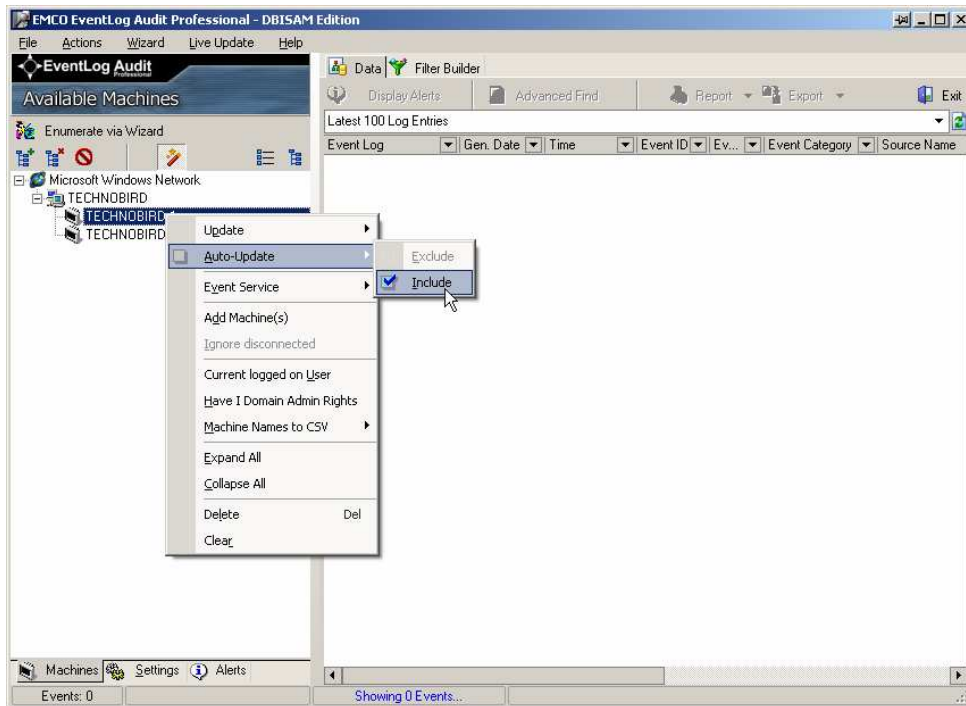 EMCO EventLog Audit Professional - DBISAM Edition
File Actions Wizard Live Update Help
EventLog Audit
Professional
Available Machines
Enumerate via Wizard
Microsoft Windows Network
TECHNOBIRD
TECHNOBIRD
TECHNOBIRD
Update
Auto-Update
Event Service
Add Machine(s)
Ignore disconnected
Current logged on User
Have I Domain Admin Rights
Machine Names to CSV
Expand All
Collapse All
Delete Del
Clear
Exclude
Include
Data Filter Builder
Display Alerts Advanced Find Report Export Exit
Latest 100 Log Entries
Event Log Gen. Date Time Event ID Ev... Event Category Source Name
Machines Settings Alerts
Events: 0 Showing 0 Events...